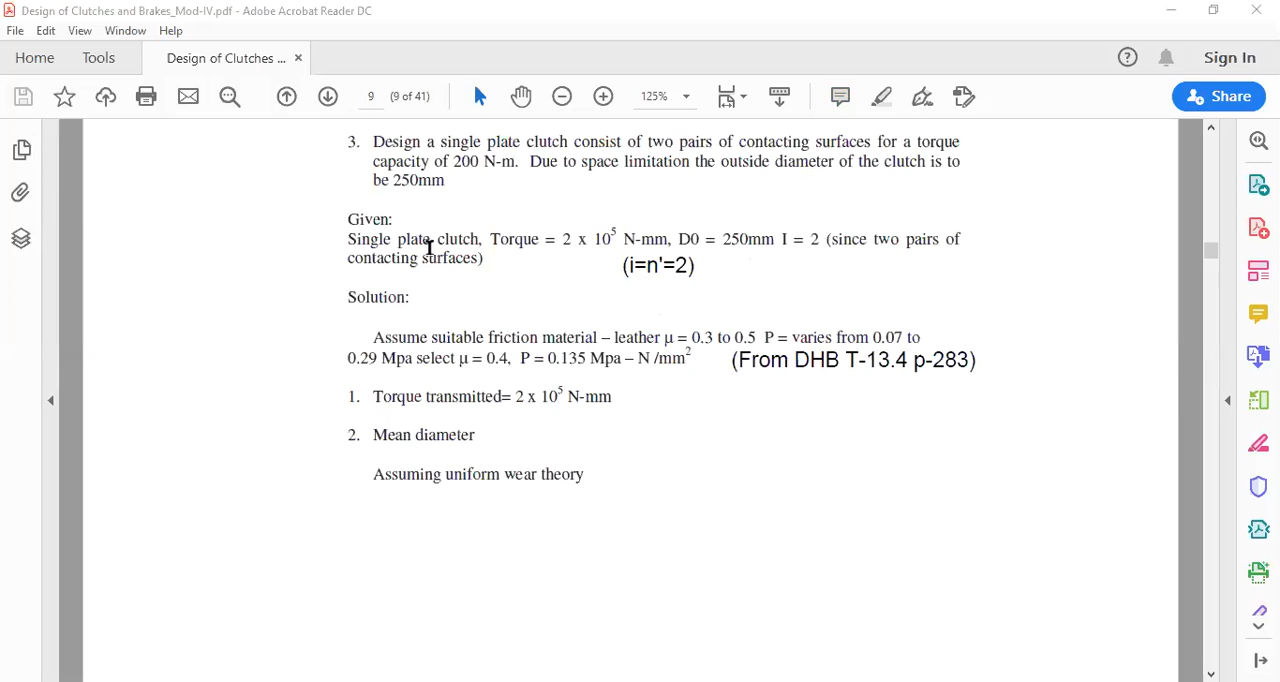 Design of Clutches and Brakes_Mod-IV.pdf - Adobe Acrobat Reader DC
File Edit View Window Help
Home Tools Design of Clutches ... × Sign In
9 (9 of 41) 125% Share
3. Design a single plate clutch consist of two pairs of contacting surfaces for a torque
capacity of 200 N-m. Due to space limitation the outside diameter of the clutch is to
be 250mm
Given:
Single plate clutch, Torque = 2 x 10^5 N-mm, D0 = 250mm I = 2 (since two pairs of
contacting surfaces)
(i=n'=2)
Solution:
Assume suitable friction material – leather μ = 0.3 to 0.5 P = varies from 0.07 to
0.29 Mpa select μ = 0.4, P = 0.135 Mpa – N /mm^2
(From DHB T-13.4 p-283)
1. Torque transmitted= 2 x 10^5 N-mm
2. Mean diameter
Assuming uniform wear theory